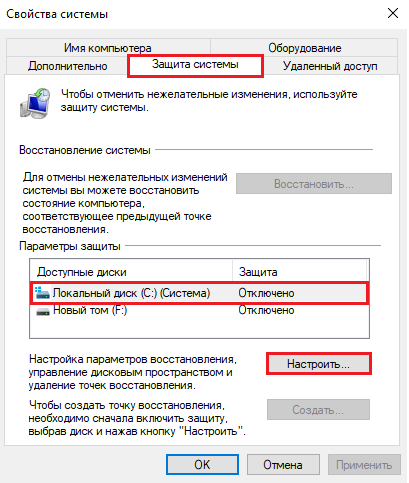 Свойства системы
Имя компьютера
Оборудование
Дополнительно
Защита системы
Удаленный доступ
Чтобы отменить нежелательные изменения, используйте
защиту системы.
Восстановление системы
Для отмены нежелательных изменений
системы вы можете восстановить
состояние компьютера,
соответствующее предыдущей точке
восстановления.
Восстановить...
Параметры защиты
Доступные диски
Защита
Локальный диск (C:) (Система)
Отключено
Новый том (F:)
Отключено
Настройка параметров восстановления,
управление дисковым пространством и
удаление точек восстановления.
Настроить...
Чтобы создать точку восстановления,
необходимо сначала включить защиту,
выбрав диск и нажав кнопку "Настроить".
Создать...
OK
Отмена
Применить